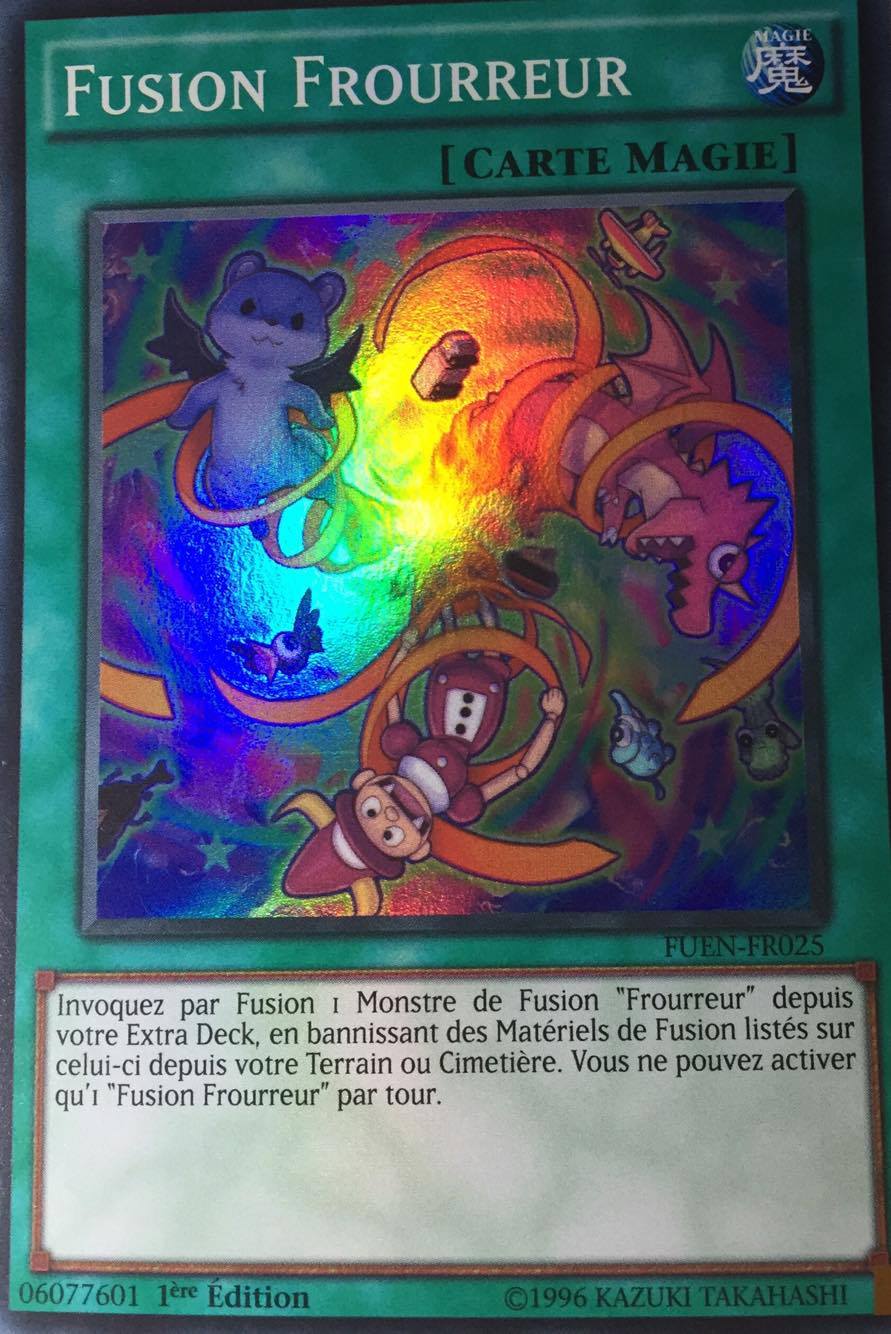 FUSION FROURREUR
MAGIE
魔
[CARTE MAGIE]
FUEN-FR025
Invoquez par Fusion 1 Monstre de Fusion "Frourreur" depuis
votre Extra Deck, en bannissant des Matériels de Fusion listés sur
celui-ci depuis votre Terrain ou Cimetière. Vous ne pouvez activer
qu'1 "Fusion Frourreur" par tour.
06077601 1ère Édition ©1996 KAZUKI TAKAHASHI